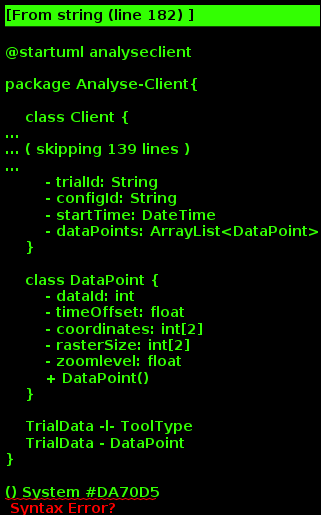 [From string (line 182) ]
@startuml analyseclient
package Analyse-Client{
class Client {
...
... ( skipping 139 lines )
...
- trialId: String
- configId: String
- startTime: DateTime
- dataPoints: ArrayList<DataPoint>
}
class DataPoint {
- dataId: int
- timeOffset: float
- coordinates: int[2]
- rasterSize: int[2]
- zoomlevel: float
+ DataPoint()
}
TrialData -l- ToolType
TrialData - DataPoint
}
() System #DA70D5
Syntax Error?